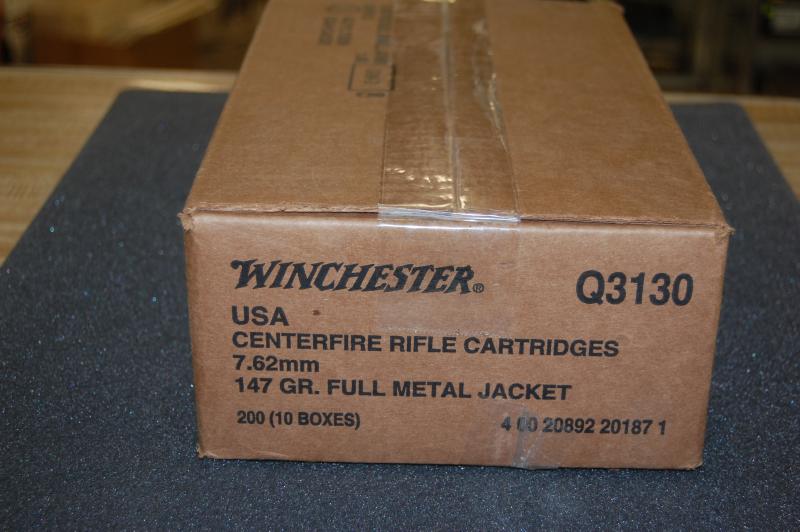 WINCHESTER®
Q3130
USA
CENTERFIRE RIFLE CARTRIDGES
7.62mm
147 GR. FULL METAL JACKET
200 (10 BOXES)
4 00 20892 20187 1